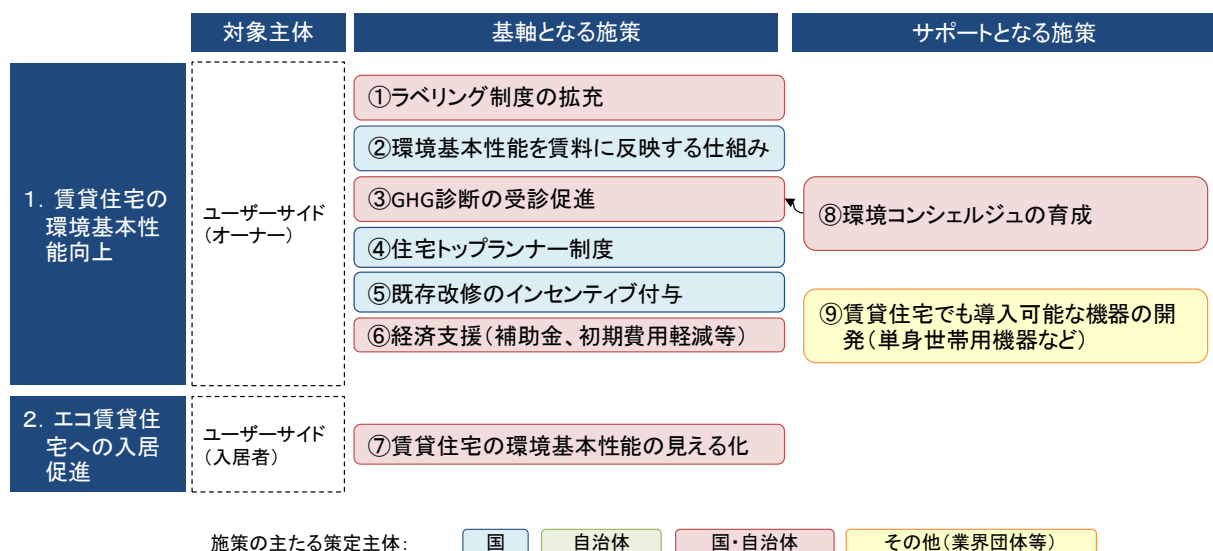 対象主体
基軸となる施策
サポートとなる施策
1．賃貸住宅の
環境基本性
能向上
ユーザーサイド
（オーナー）
①ラベリング制度の拡充
②環境基本性能を賃料に反映する仕組み
③GHG診断の受診促進
④住宅トップランナー制度
⑤既存改修のインセンティブ付与
⑥経済支援（補助金、初期費用軽減等）
⑧環境コンシェルジュの育成
⑨賃貸住宅でも導入可能な機器の開
発（単身世帯用機器など）
２．エコ賃貸住
宅への入居
促進
ユーザーサイド
（入居者）
⑦賃貸住宅の環境基本性能の見える化
施策の主たる策定主体：
国
自治体
国・自治体
その他（業界団体等）